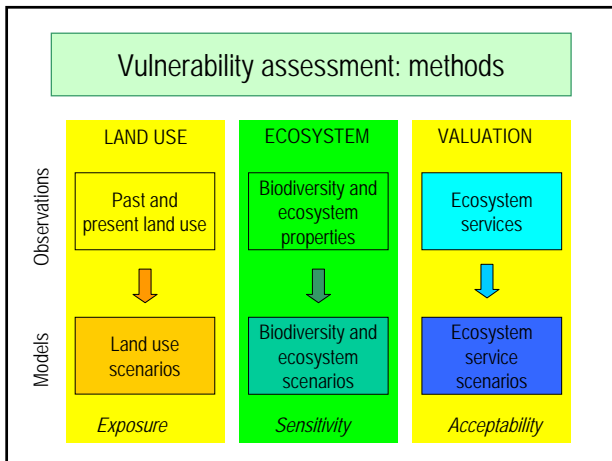 Vulnerability assessment: methods
LAND USE
ECOSYSTEM
VALUATION
Observations
Past and
present land use
Biodiversity and
ecosystem
properties
Ecosystem
services
Models
Land use
scenarios
Biodiversity and
ecosystem
scenarios
Ecosystem
service
scenarios
Exposure
Sensitivity
Acceptability